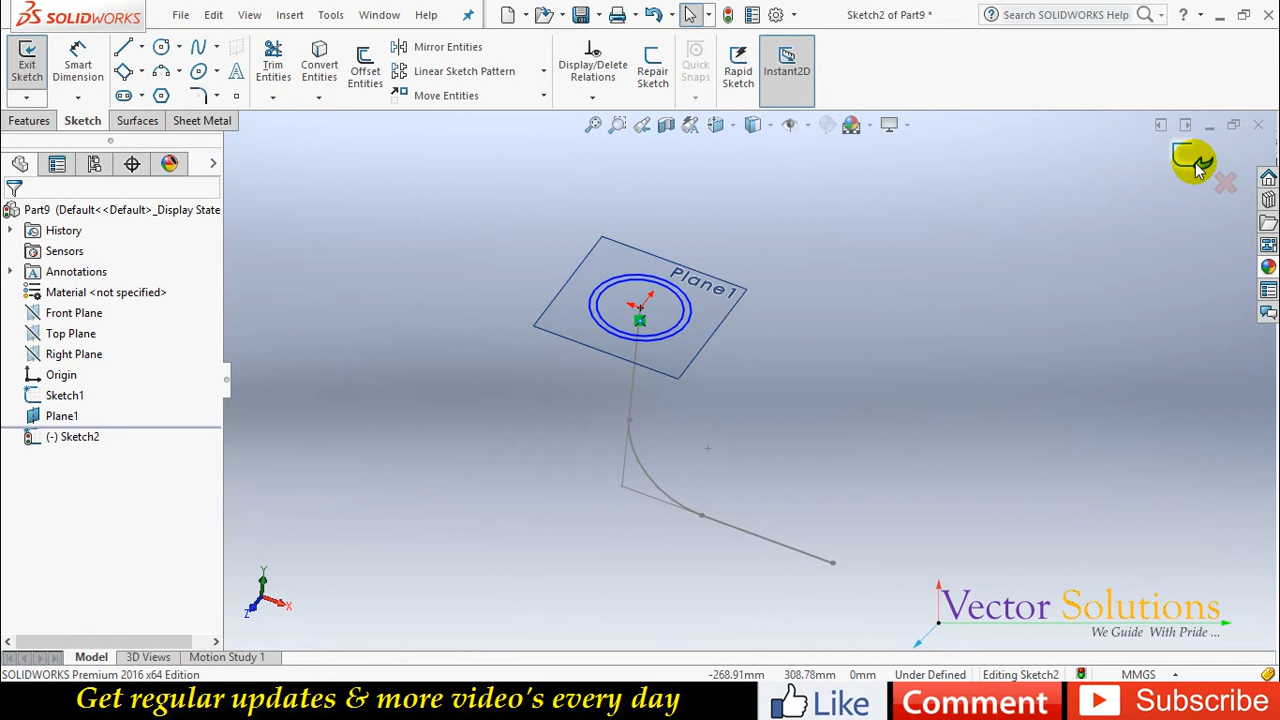 SOLIDWORKS
File Edit View Insert Tools Window Help
Sketch2 of Part9 *
Search SOLIDWORKS Help
Exit Sketch
Smart Dimension
Trim Entities
Convert Entities
Offset Entities
Mirror Entities
Linear Sketch Pattern
Move Entities
Display/Delete Relations
Repair Sketch
Quick Snaps
Rapid Sketch
Instant2D
Features Sketch Surfaces Sheet Metal
Part9 (Default<<Default>_Display State
History
Sensors
Annotations
Material <not specified>
Front Plane
Top Plane
Right Plane
Origin
Sketch1
Plane1
(-) Sketch2
Plane1
Y
X
Z
Vector Solutions
We Guide With Pride ...
Model 3D Views Motion Study 1
SOLIDWORKS Premium 2016 x64 Edition
-268.91mm 308.78mm 0mm Under Defined Editing Sketch2 MMGS
Get regular updates & more video's every day
Like Comment Subscribe